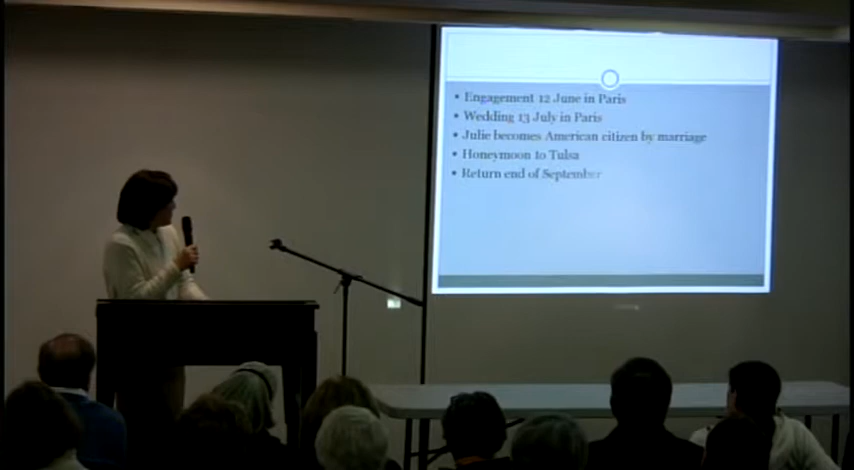 • Engagement 12 June in Paris
• Wedding 13 July in Paris
• Julie becomes American citizen by marriage
• Honeymoon to Tulsa
• Return end of September